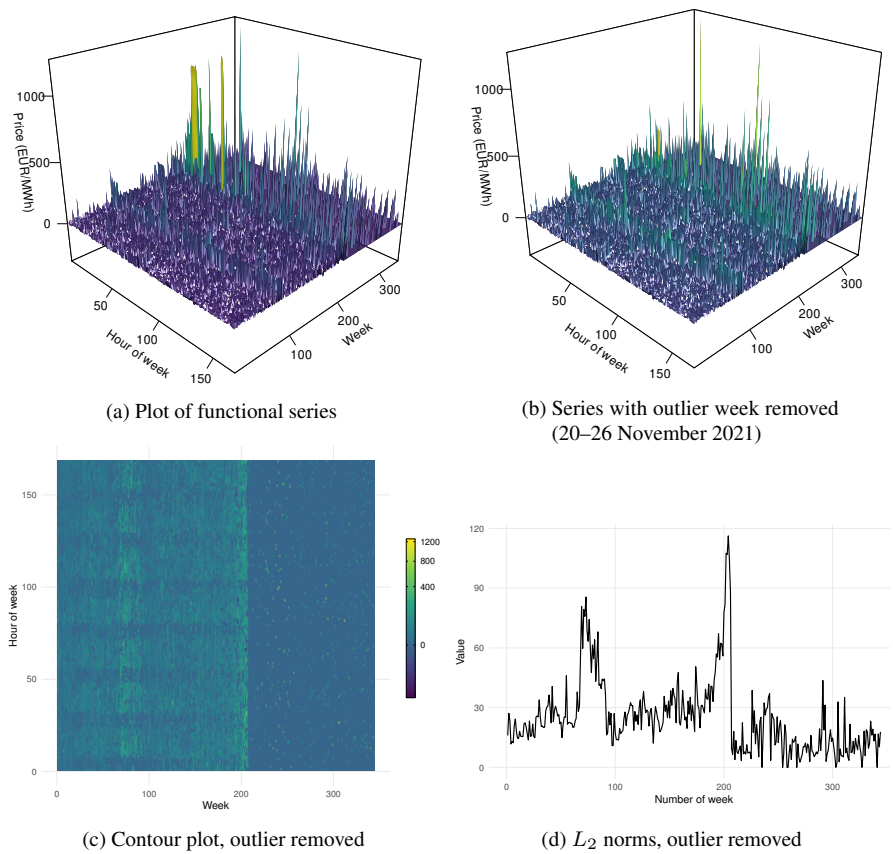 1000
500
0
Price (EUR/MWh)
50
100
150
Hour of week
100
200
300
Week
(a) Plot of functional series
1000
500
0
Price (EUR/MWh)
50
100
150
Hour of week
100
200
300
Week
(b) Series with outlier week removed
(20–26 November 2021)
150
100
50
0
Hour of week
0
100
200
300
Week
1200
800
400
0
(c) Contour plot, outlier removed
120
90
60
30
0
Value
0
100
200
300
Number of week
(d) L2 norms, outlier removed